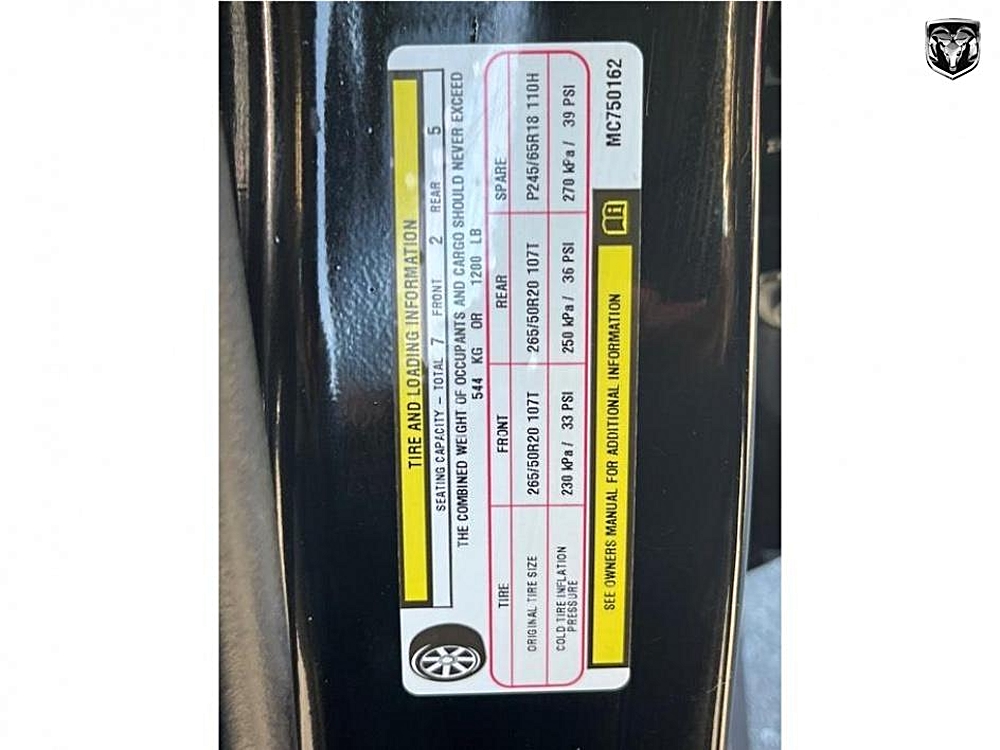 TIRE AND LOADING INFORMATION
SEATING CAPACITY – TOTAL 7 FRONT 2 REAR 5
THE COMBINED WEIGHT OF OCCUPANTS AND CARGO SHOULD NEVER EXCEED
544 KG OR 1200 LB
TIRE FRONT REAR SPARE
ORIGINAL TIRE SIZE 265/50R20 107T 265/50R20 107T P245/65R18 110H
COLD TIRE INFLATION PRESSURE 230 kPa / 33 PSI 250 kPa / 36 PSI 270 kPa / 39 PSI
SEE OWNERS MANUAL FOR ADDITIONAL INFORMATION
MC750162